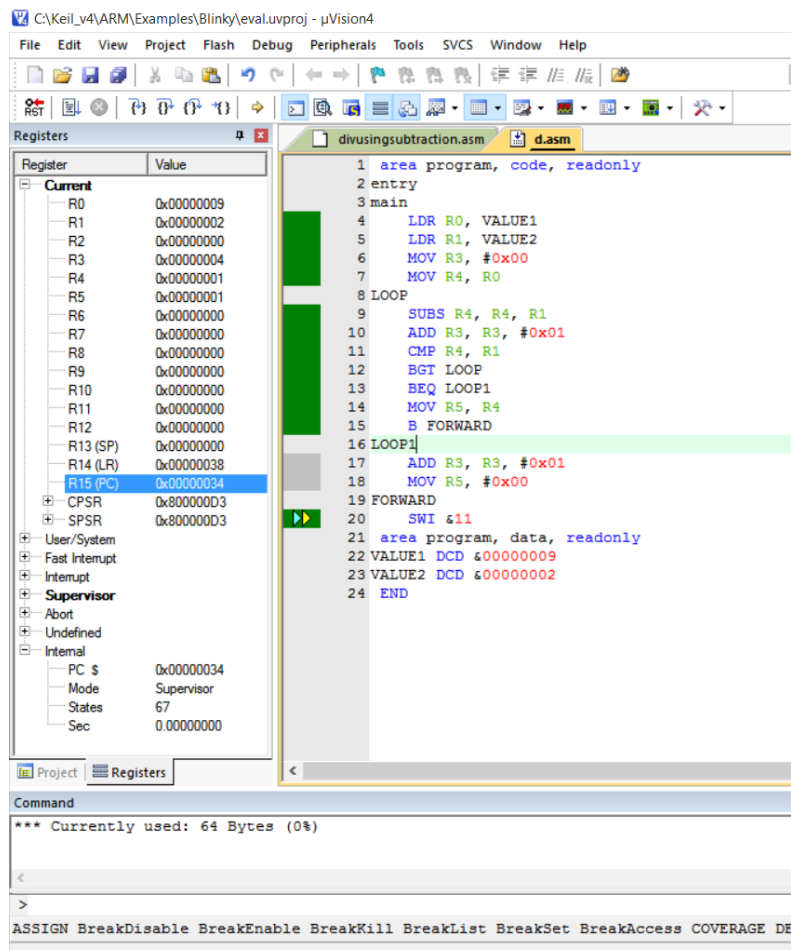 C:\Keil_v4\ARM\Examples\Blinky\eval.uvproj - µVision4
File Edit View Project Flash Debug Peripherals Tools SVCS Window Help
RST
Registers
divusingsubtraction.asm
d.asm
Register Value
Current
R0 0x00000009
R1 0x00000002
R2 0x00000000
R3 0x00000004
R4 0x00000001
R5 0x00000001
R6 0x00000000
R7 0x00000000
R8 0x00000000
R9 0x00000000
R10 0x00000000
R11 0x00000000
R12 0x00000000
R13 (SP) 0x00000000
R14 (LR) 0x00000038
R15 (PC) 0x00000034
CPSR 0x800000D3
SPSR 0x800000D3
User/System
Fast Interrupt
Interrupt
Supervisor
Abort
Undefined
Internal
PC $ 0x00000034
Mode Supervisor
States 67
Sec 0.00000000
1 area program, code, readonly
2 entry
3 main
4 LDR R0, VALUE1
5 LDR R1, VALUE2
6 MOV R3, #0x00
7 MOV R4, R0
8 LOOP
9 SUBS R4, R4, R1
10 ADD R3, R3, #0x01
11 CMP R4, R1
12 BGT LOOP
13 BEQ LOOP1
14 MOV R5, R4
15 B FORWARD
16 LOOP1
17 ADD R3, R3, #0x01
18 MOV R5, #0x00
19 FORWARD
20 SWI &11
21 area program, data, readonly
22 VALUE1 DCD &00000009
23 VALUE2 DCD &00000002
24 END
Project Registers
Command
*** Currently used: 64 Bytes (0%)
>
ASSIGN BreakDisable BreakEnable BreakKill BreakList BreakSet BreakAccess COVERAGE DE